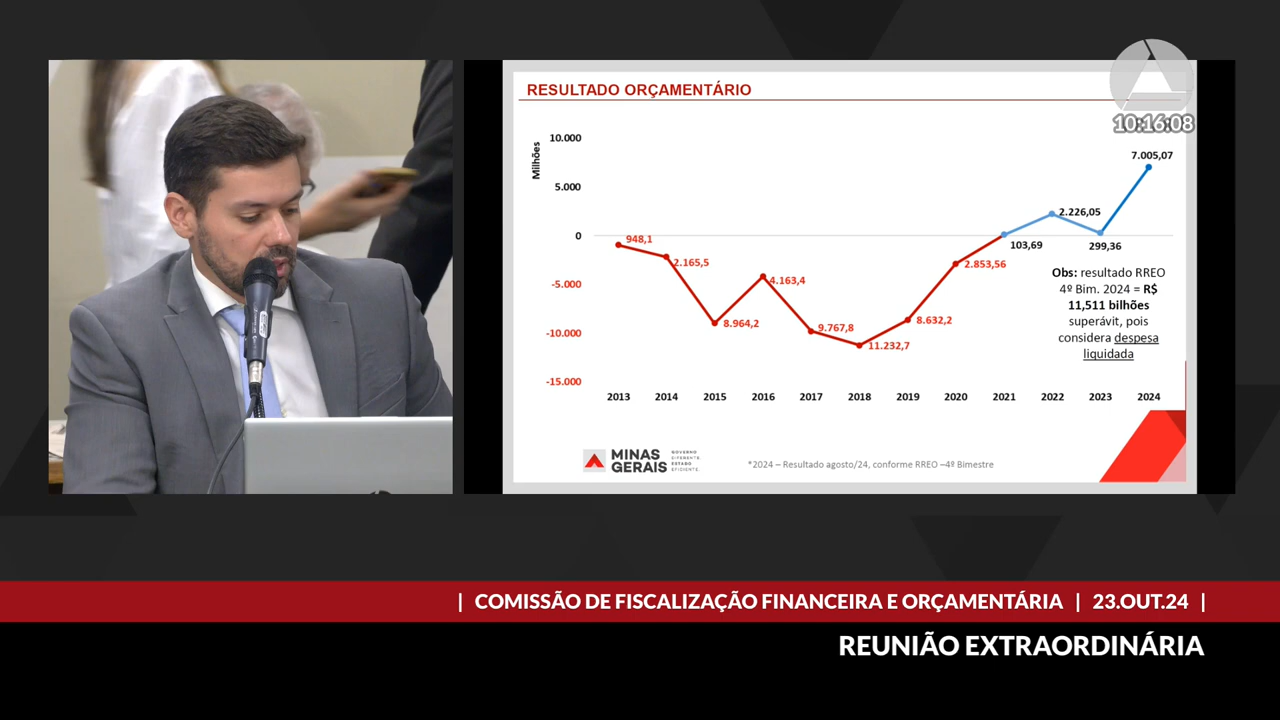 RESULTADO ORÇAMENTÁRIO
10:16:08
Milhões
10.000
5.000
0
-5.000
-10.000
-15.000
948,1
2.165,5
8.964,2
4.163,4
9.767,8
11.232,7
8.632,2
2.853,56
103,69
2.226,05
299,36
7.005,07
Obs: resultado RREO
4º Bim. 2024 = R$
11,511 bilhões
superávit, pois
considera despesa
liquidada
2013 2014 2015 2016 2017 2018 2019 2020 2021 2022 2023 2024
MINAS
GERAIS
GOVERNO
DIFERENTE.
ESTADO
EFICIENTE.
*2024 – Resultado agosto/24, conforme RREO –4º Bimestre
| COMISSÃO DE FISCALIZAÇÃO FINANCEIRA E ORÇAMENTÁRIA | 23.OUT.24 |
REUNIÃO EXTRAORDINÁRIA